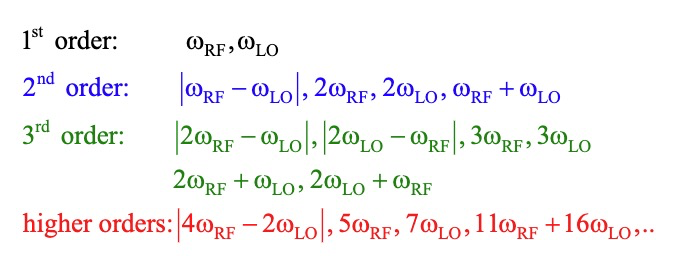 1st order: ωRF, ωLO
2nd order: |ωRF − ωLO|, 2ωRF, 2ωLO, ωRF + ωLO
3rd order: |2ωRF − ωLO|, |2ωLO − ωRF|, 3ωRF, 3ωLO
2ωRF + ωLO, 2ωLO + ωRF
higher orders: |4ωRF − 2ωLO|, 5ωRF, 7ωLO, 11ωRF +16ωLO,..